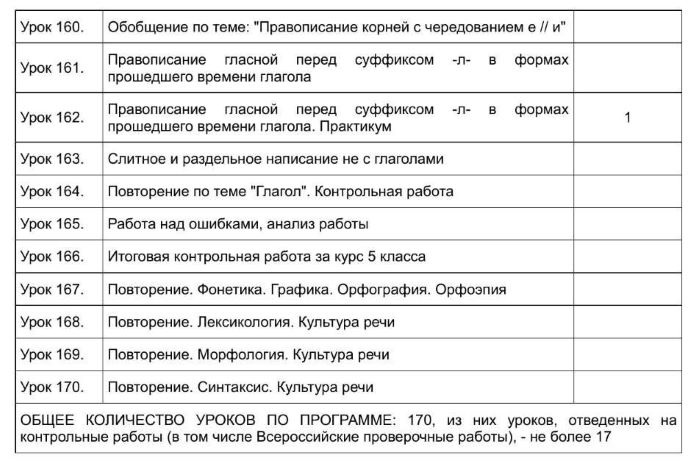 Урок 160. Обобщение по теме: "Правописание корней с чередованием е // и"
Урок 161. Правописание гласной перед суффиксом -л- в формах
прошедшего времени глагола
Урок 162. Правописание гласной перед суффиксом -л- в формах
прошедшего времени глагола. Практикум 1
Урок 163. Слитное и раздельное написание не с глаголами
Урок 164. Повторение по теме "Глагол". Контрольная работа
Урок 165. Работа над ошибками, анализ работы
Урок 166. Итоговая контрольная работа за курс 5 класса
Урок 167. Повторение. Фонетика. Графика. Орфография. Орфоэпия
Урок 168. Повторение. Лексикология. Культура речи
Урок 169. Повторение. Морфология. Культура речи
Урок 170. Повторение. Синтаксис. Культура речи
ОБЩЕЕ КОЛИЧЕСТВО УРОКОВ ПО ПРОГРАММЕ: 170, из них уроков, отведенных на
контрольные работы (в том числе Всероссийские проверочные работы), - не более 17